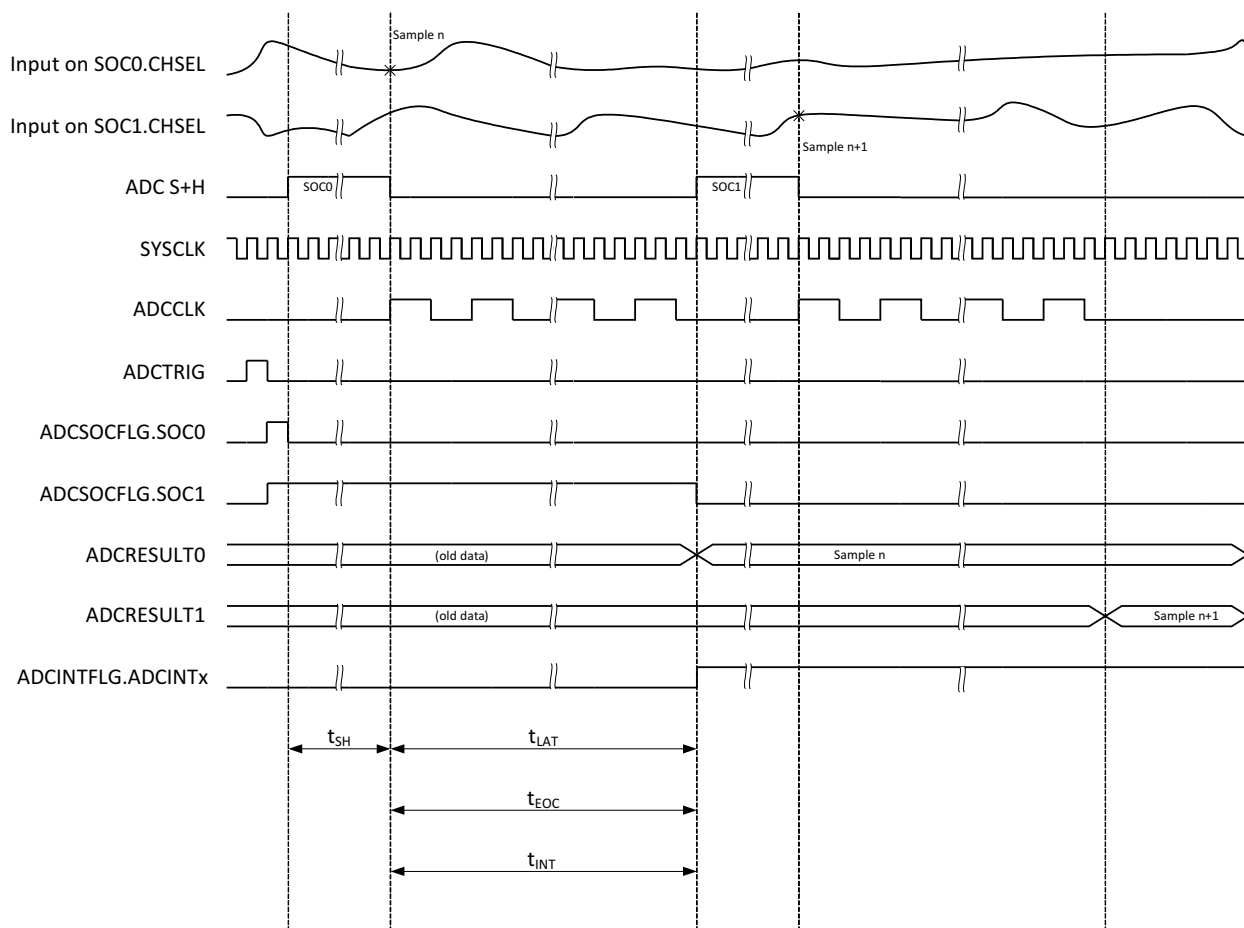 Sample n
Input on SOC0.CHSEL
Input on SOC1.CHSEL
Sample n+1
ADC S+H
SOC0
SOC1
SYSCLK
ADCCLK
ADCTRIG
ADCSOCFLG.SOC0
ADCSOCFLG.SOC1
ADCRESULT0
(old data)
Sample n
ADCRESULT1
(old data)
Sample n+1
ADCINTFLG.ADCINTx
tSH
tLAT
tEOC
tINT